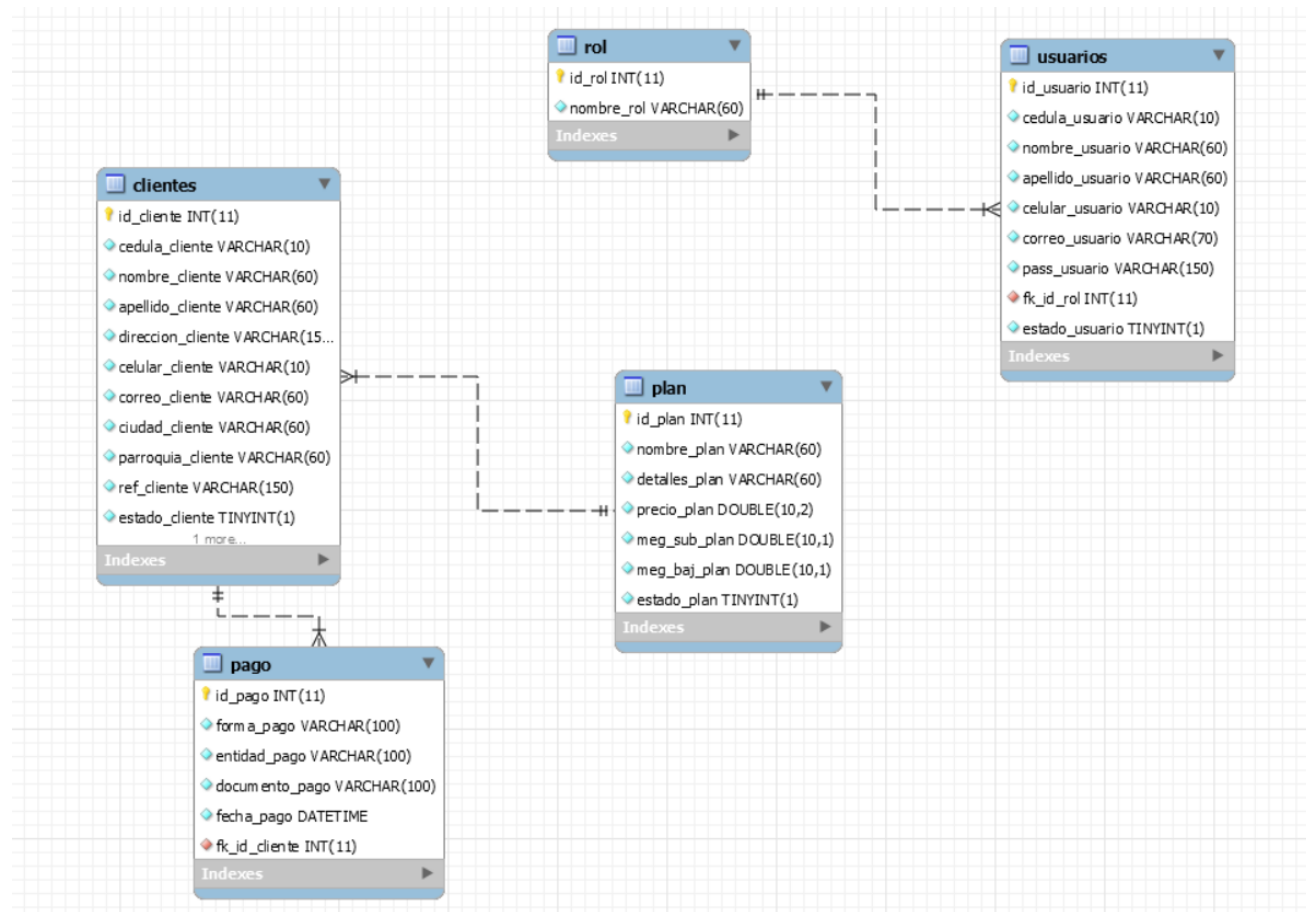 rol
id_rol INT(11)
nombre_rol VARCHAR(60)
Indexes
usuarios
id_usuario INT(11)
cedula_usuario VARCHAR(10)
nombre_usuario VARCHAR(60)
apellido_usuario VARCHAR(60)
celular_usuario VARCHAR(10)
correo_usuario VARCHAR(70)
pass_usuario VARCHAR(150)
fk_id_rol INT(11)
estado_usuario TINYINT(1)
Indexes
clientes
id_cliente INT(11)
cedula_cliente VARCHAR(10)
nombre_cliente VARCHAR(60)
apellido_cliente VARCHAR(60)
direccion_cliente VARCHAR(15...
celular_cliente VARCHAR(10)
correo_cliente VARCHAR(60)
ciudad_cliente VARCHAR(60)
parroquia_cliente VARCHAR(60)
ref_cliente VARCHAR(150)
estado_cliente TINYINT(1)
1 more...
Indexes
plan
id_plan INT(11)
nombre_plan VARCHAR(60)
detalles_plan VARCHAR(60)
precio_plan DOUBLE(10,2)
meg_sub_plan DOUBLE(10,1)
meg_baj_plan DOUBLE(10,1)
estado_plan TINYINT(1)
Indexes
pago
id_pago INT(11)
forma_pago VARCHAR(100)
entidad_pago VARCHAR(100)
documento_pago VARCHAR(100)
fecha_pago DATETIME
fk_id_cliente INT(11)
Indexes